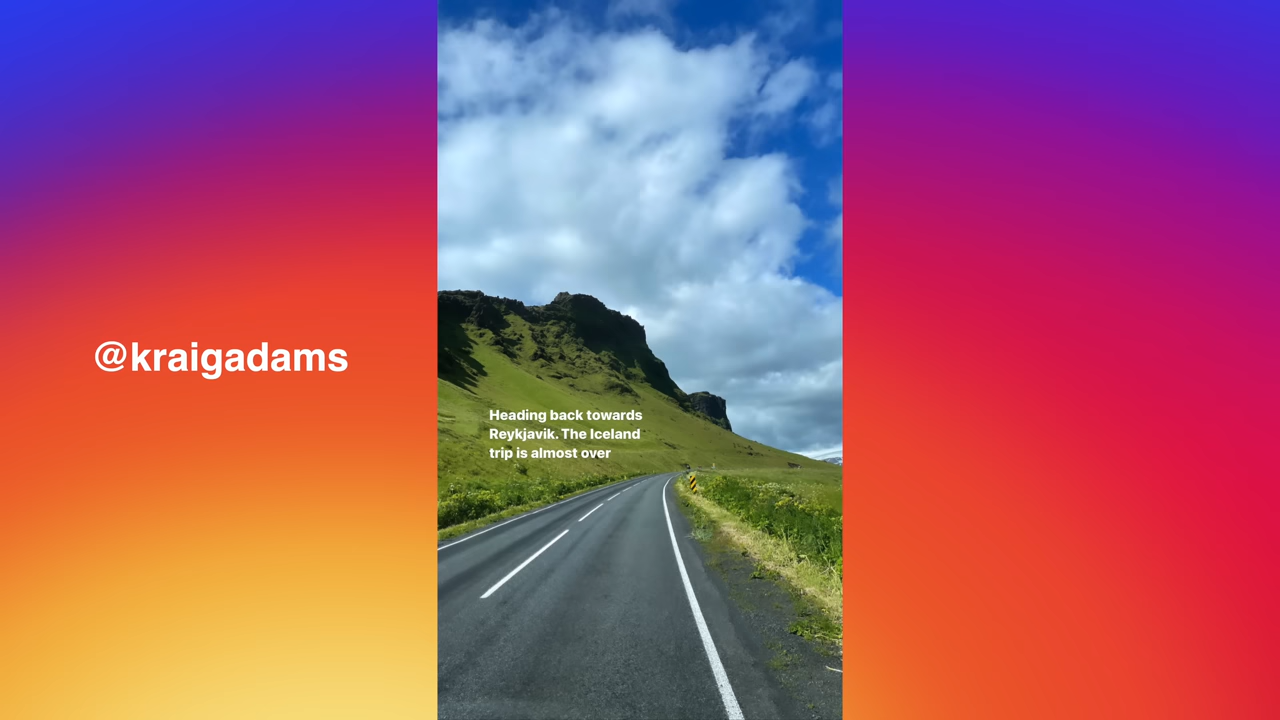 @kraigadams
Heading back towards
Reykjavik. The Iceland
trip is almost over